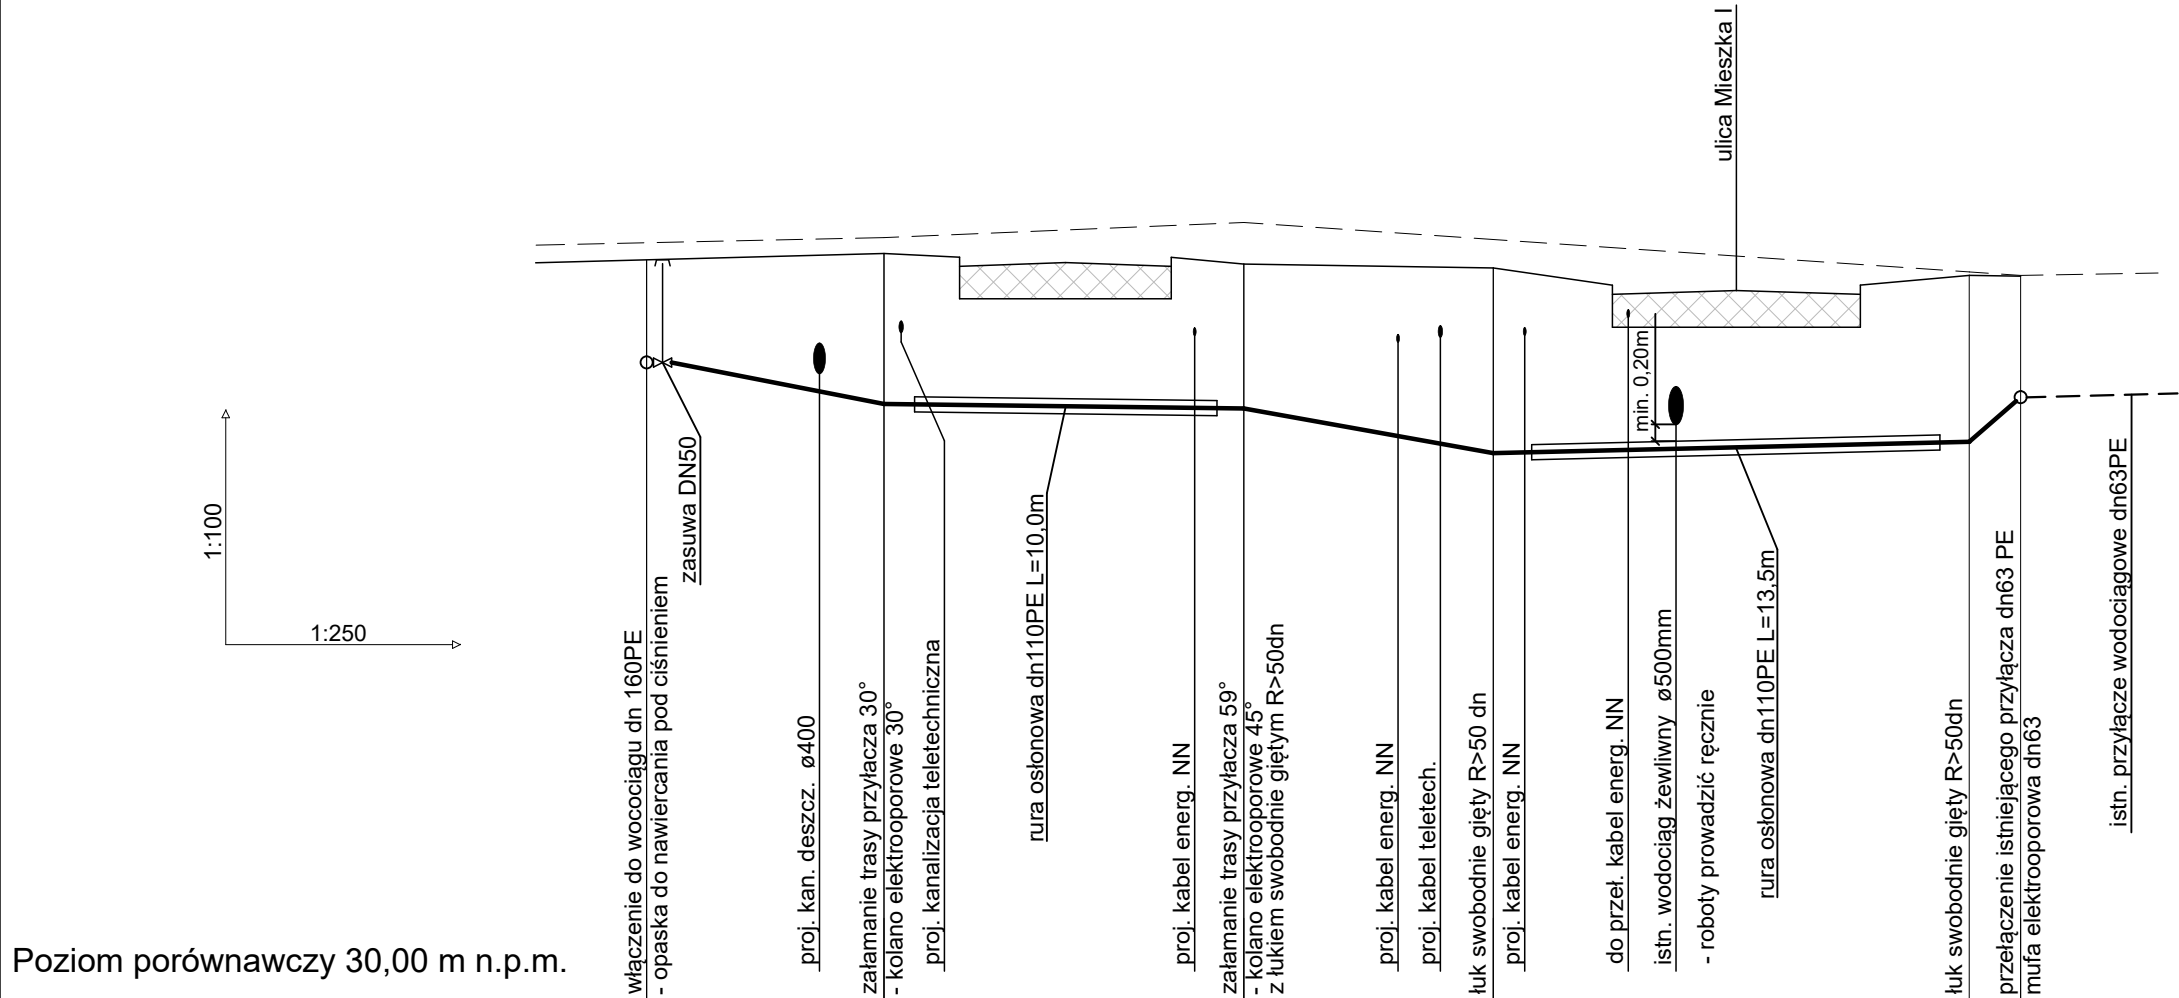 ulica Mieszka I
1:100
1:250
włączenie do wocociągu dn 160PE
- opaska do nawiercania pod ciśnieniem
zasuwa DN50
proj. kan. deszcz. ø400
załamanie trasy przyłacza 30°
- kolano elektrooporowe 30°
proj. kanalizacja teletechniczna
rura osłonowa dn110PE L=10,0m
proj. kabel energ. NN
załamanie trasy przyłacza 59°
- kolano elektrooporowe 45°
z łukiem swobodnie giętym R>50dn
proj. kabel energ. NN
proj. kabel teletech.
łuk swobodnie gięty R>50 dn
proj. kabel energ. NN
do przeł. kabel energ. NN
min. 0,20m
istn. wodociąg żewliwny ø500mm
- roboty prowadzić ręcznie
rura osłonowa dn110PE L=13,5m
łuk swobodnie gięty R>50dn
przełączenie istniejącego przyłącza dn63 PE
mufa elektrooporowa dn63
istn. przyłącze wodociągowe dn63PE
Poziom porównawczy 30,00 m n.p.m.